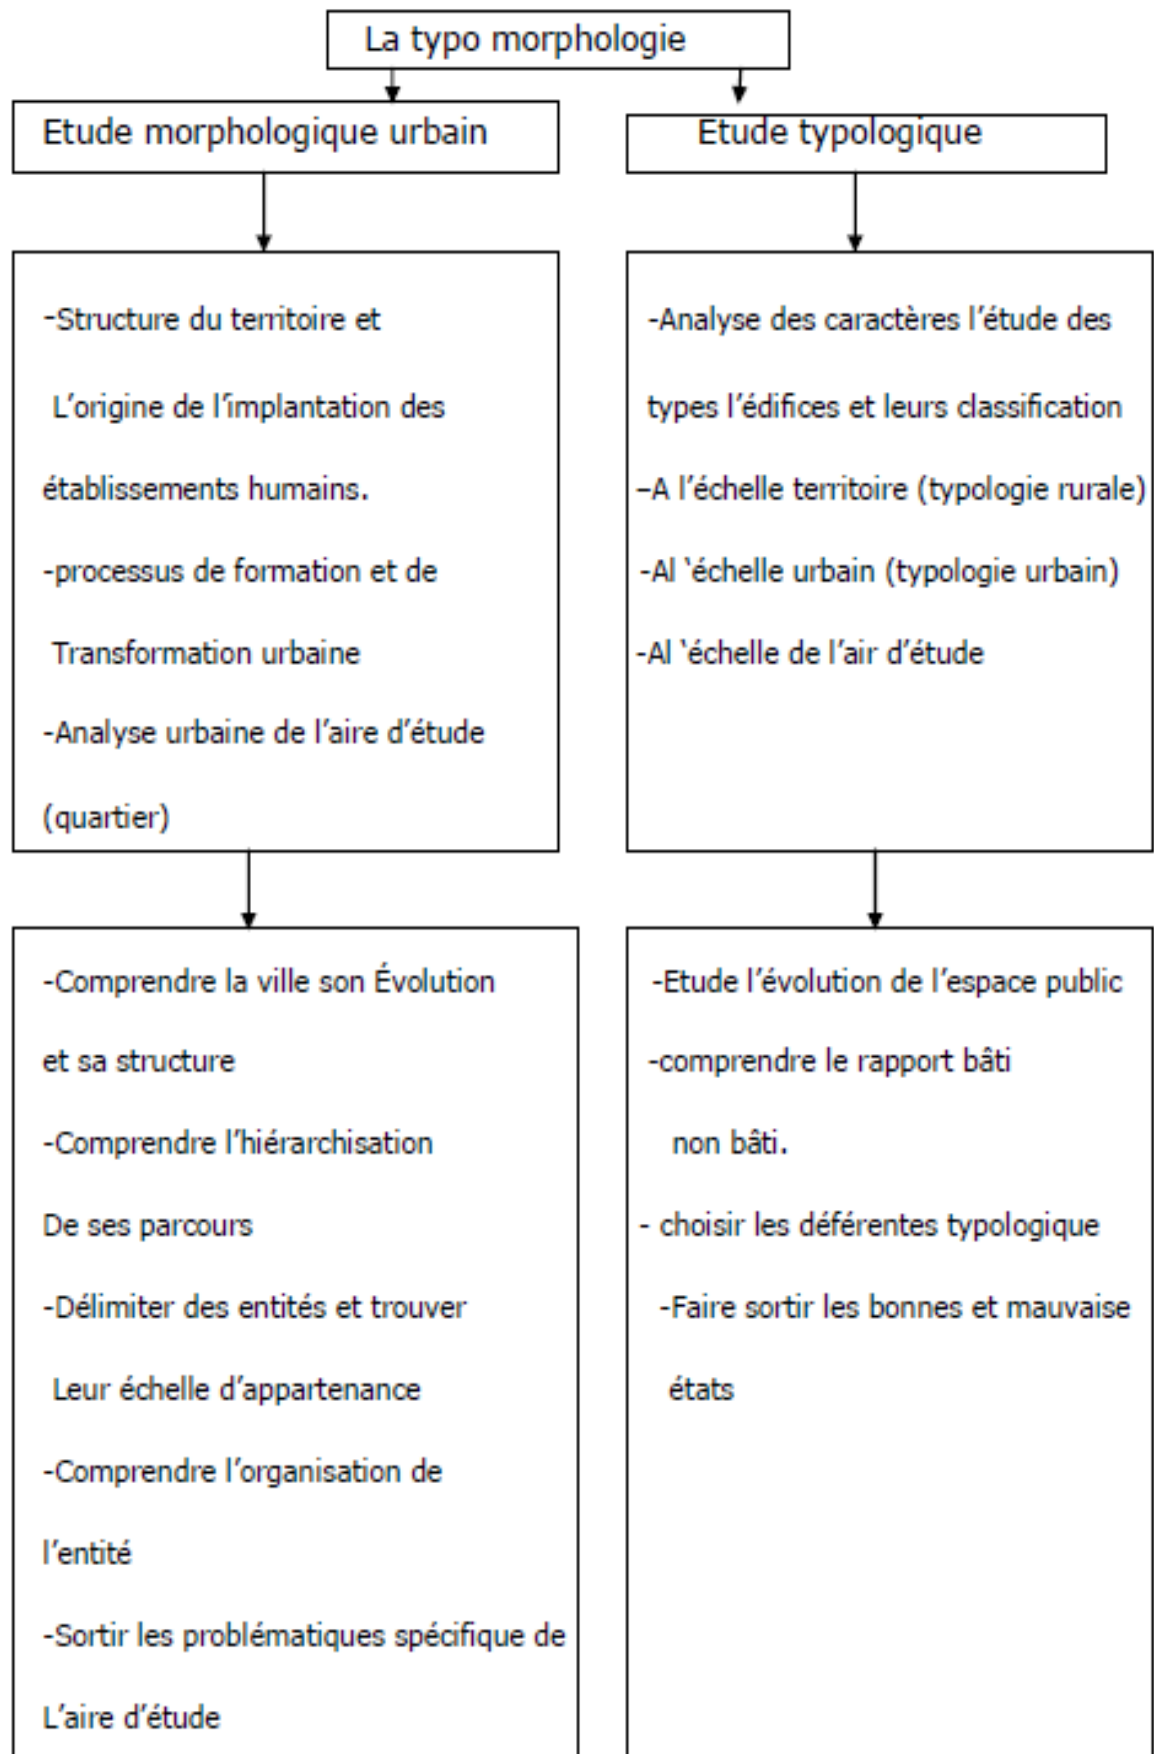 La typo morphologie
Etude morphologique urbain
Etude typologique
-Structure du territoire et
L'origine de l'implantation des
établissements humains.
-processus de formation et de
Transformation urbaine
-Analyse urbaine de l'aire d'étude
(quartier)
-Analyse des caractères l'étude des
types l'édifices et leurs classification
–A l'échelle territoire (typologie rurale)
-Al 'échelle urbain (typologie urbain)
-Al 'échelle de l'air d'étude
-Comprendre la ville son Évolution
et sa structure
-Comprendre l'hiérarchisation
De ses parcours
-Délimiter des entités et trouver
Leur échelle d'appartenance
-Comprendre l'organisation de
l'entité
-Sortir les problématiques spécifique de
L'aire d'étude
-Etude l'évolution de l'espace public
-comprendre le rapport bâti
non bâti.
- choisir les déférentes typologique
-Faire sortir les bonnes et mauvaise
états